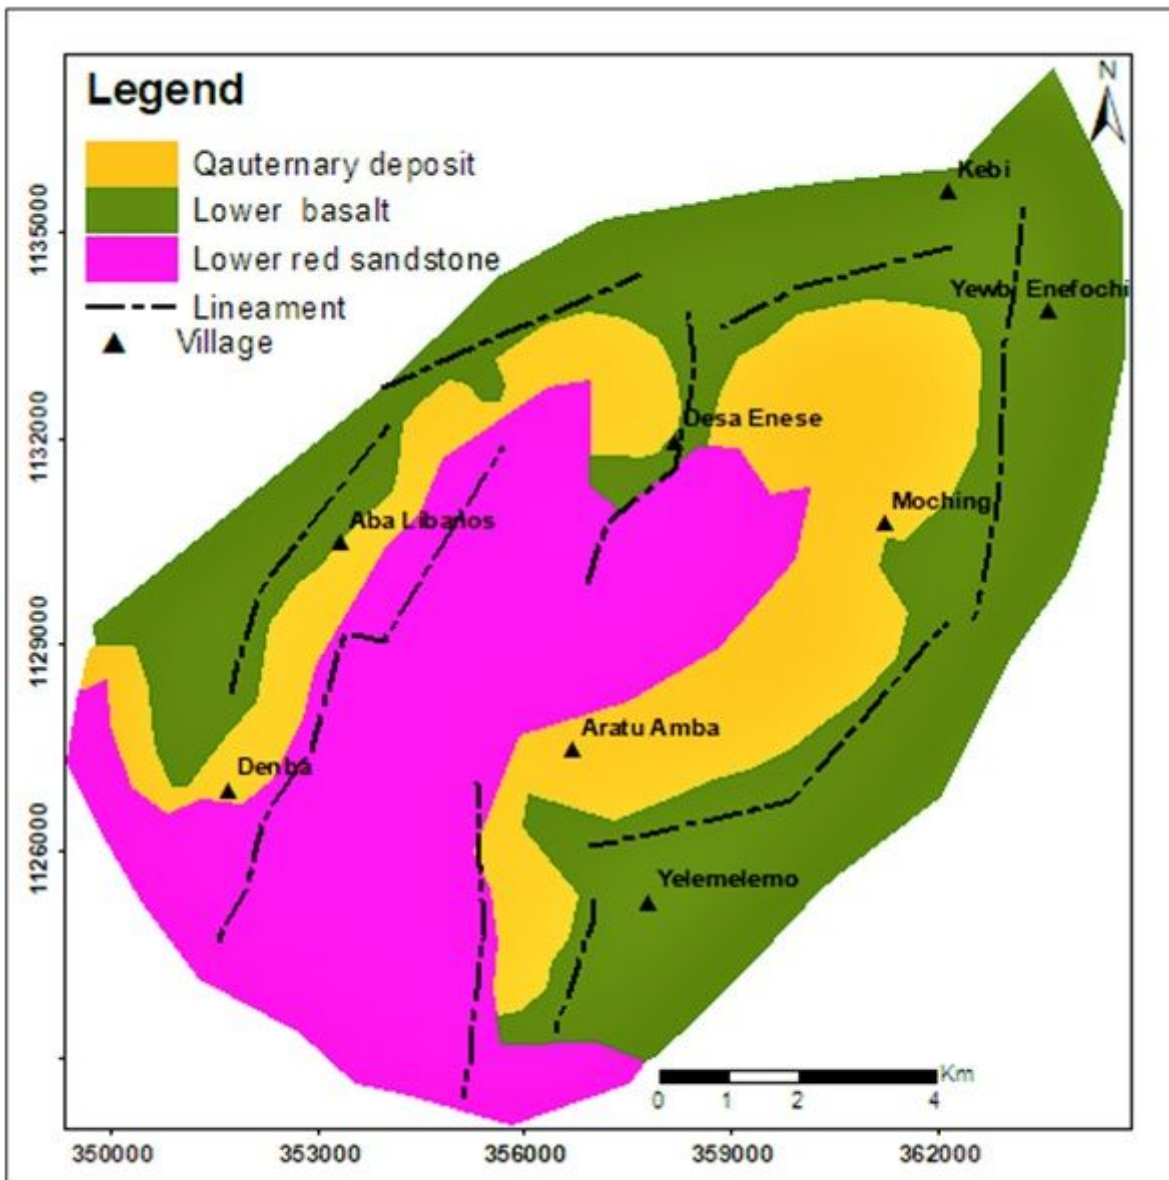 Legend
Qauternary deposit
Lower basalt
Lower red sandstone
Lineament
Village
N
Kebi
Yewbi Enefochi
Desa Enese
Moching
Aba Libanos
Aratu Amba
Denba
Yelemelemo
Km
0 1 2 4
1135000
1132000
1129000
1126000
350000 353000 356000 359000 362000